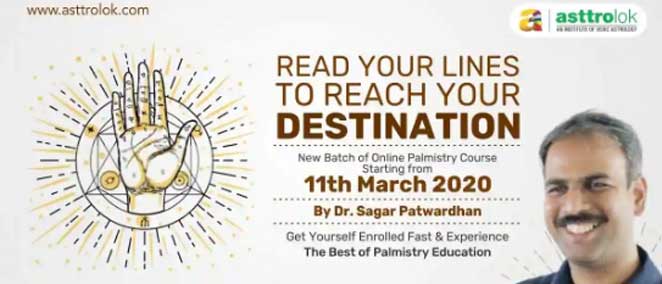 www.asttrolok.com
asttrolok
AN INSTITUTE OF VEDIC ASTROLOGY
READ YOUR LINES
TO REACH YOUR
DESTINATION
New Batch of Online Palmistry Course
Starting from
11th March 2020
By Dr. Sagar Patwardhan
Get Yourself Enrolled Fast & Experience
The Best of Palmistry Education